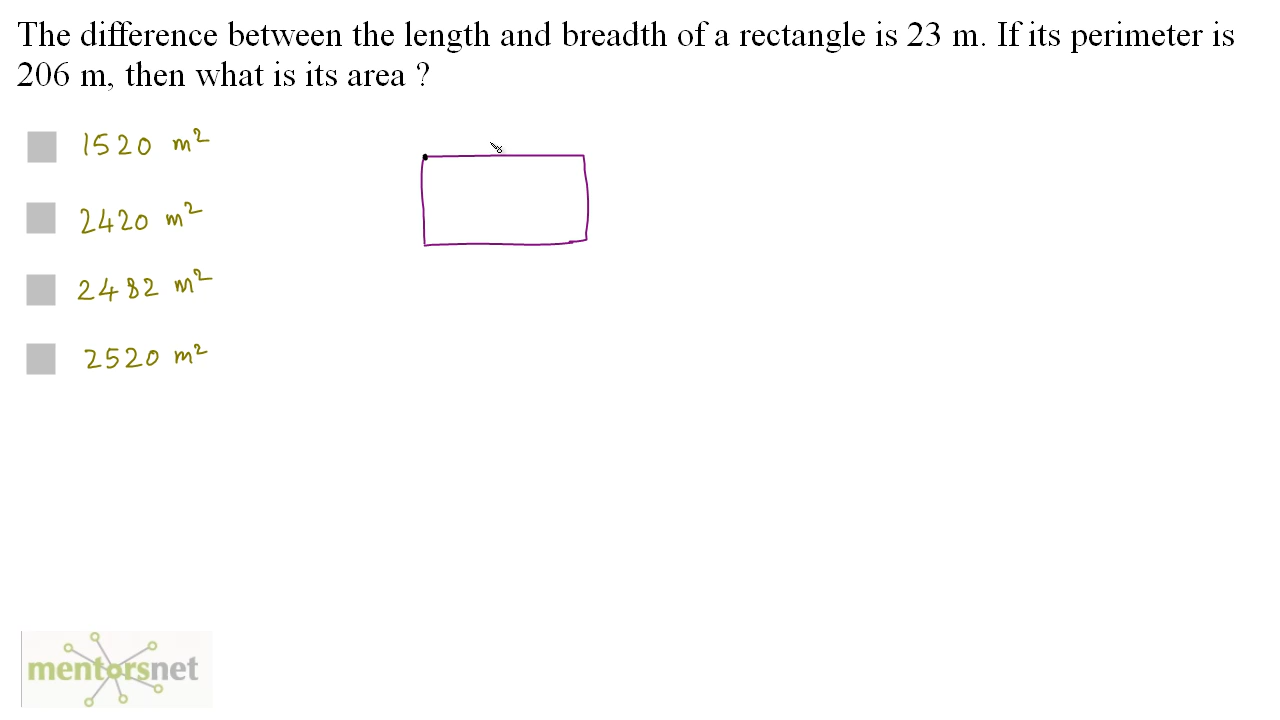 The difference between the length and breadth of a rectangle is 23 m. If its perimeter is
206 m, then what is its area ?
1520 m²
2420 m²
2482 m²
2520 m²
mentorsnet